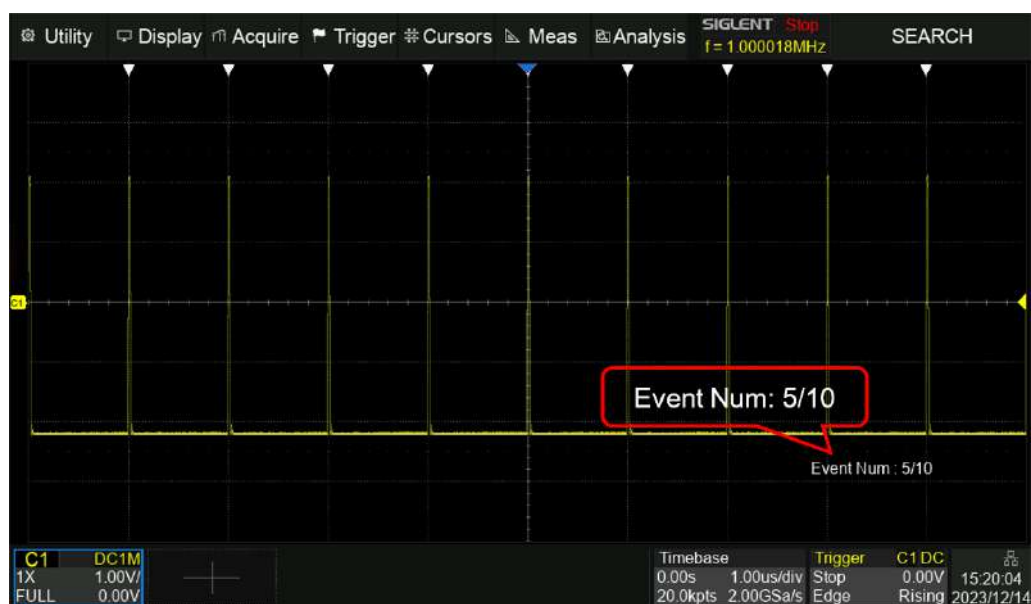 Utility Display Acquire Trigger Cursors Meas Analysis SIGLENT Stop
f = 1.000018MHz SEARCH
C1
Event Num: 5/10
Event Num : 5/10
C1 DC1M
1X 1.00V/
FULL 0.00V
Timebase
0.00s 1.00us/div
20.0kpts 2.00GSa/s
Trigger C1 DC
Stop 0.00V
Edge Rising
15:20:04
2023/12/14